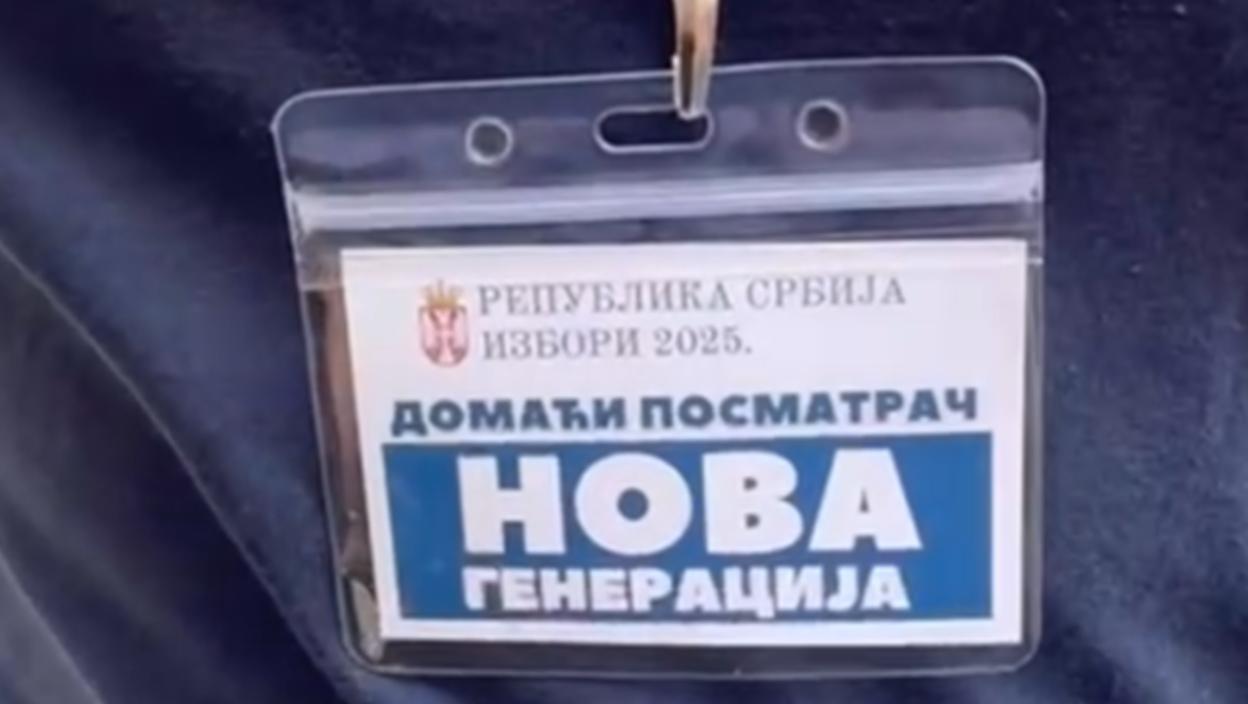 РЕПУБЛИКА СРБИЈА
ИЗБОРИ 2025.
ДОМАЋИ ПОСМАТРАЧ
НОВА
ГЕНЕРАЦИЈА